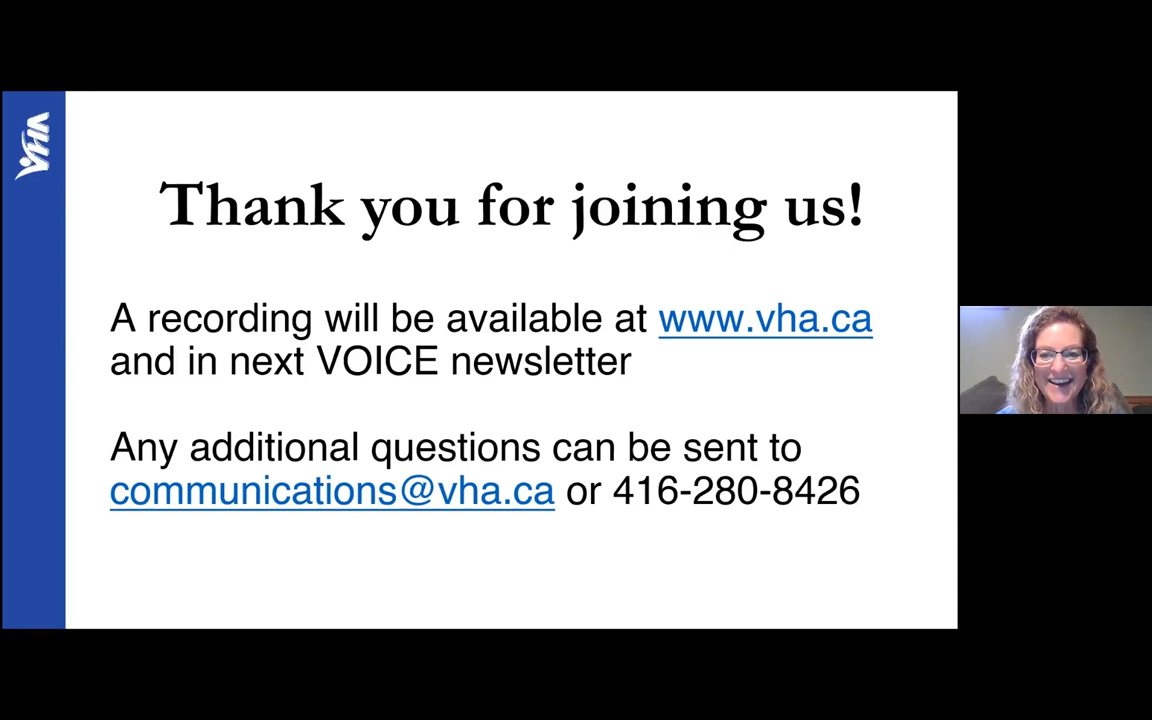 VHA
Thank you for joining us!
A recording will be available at www.vha.ca
and in next VOICE newsletter
Any additional questions can be sent to
communications@vha.ca or 416-280-8426